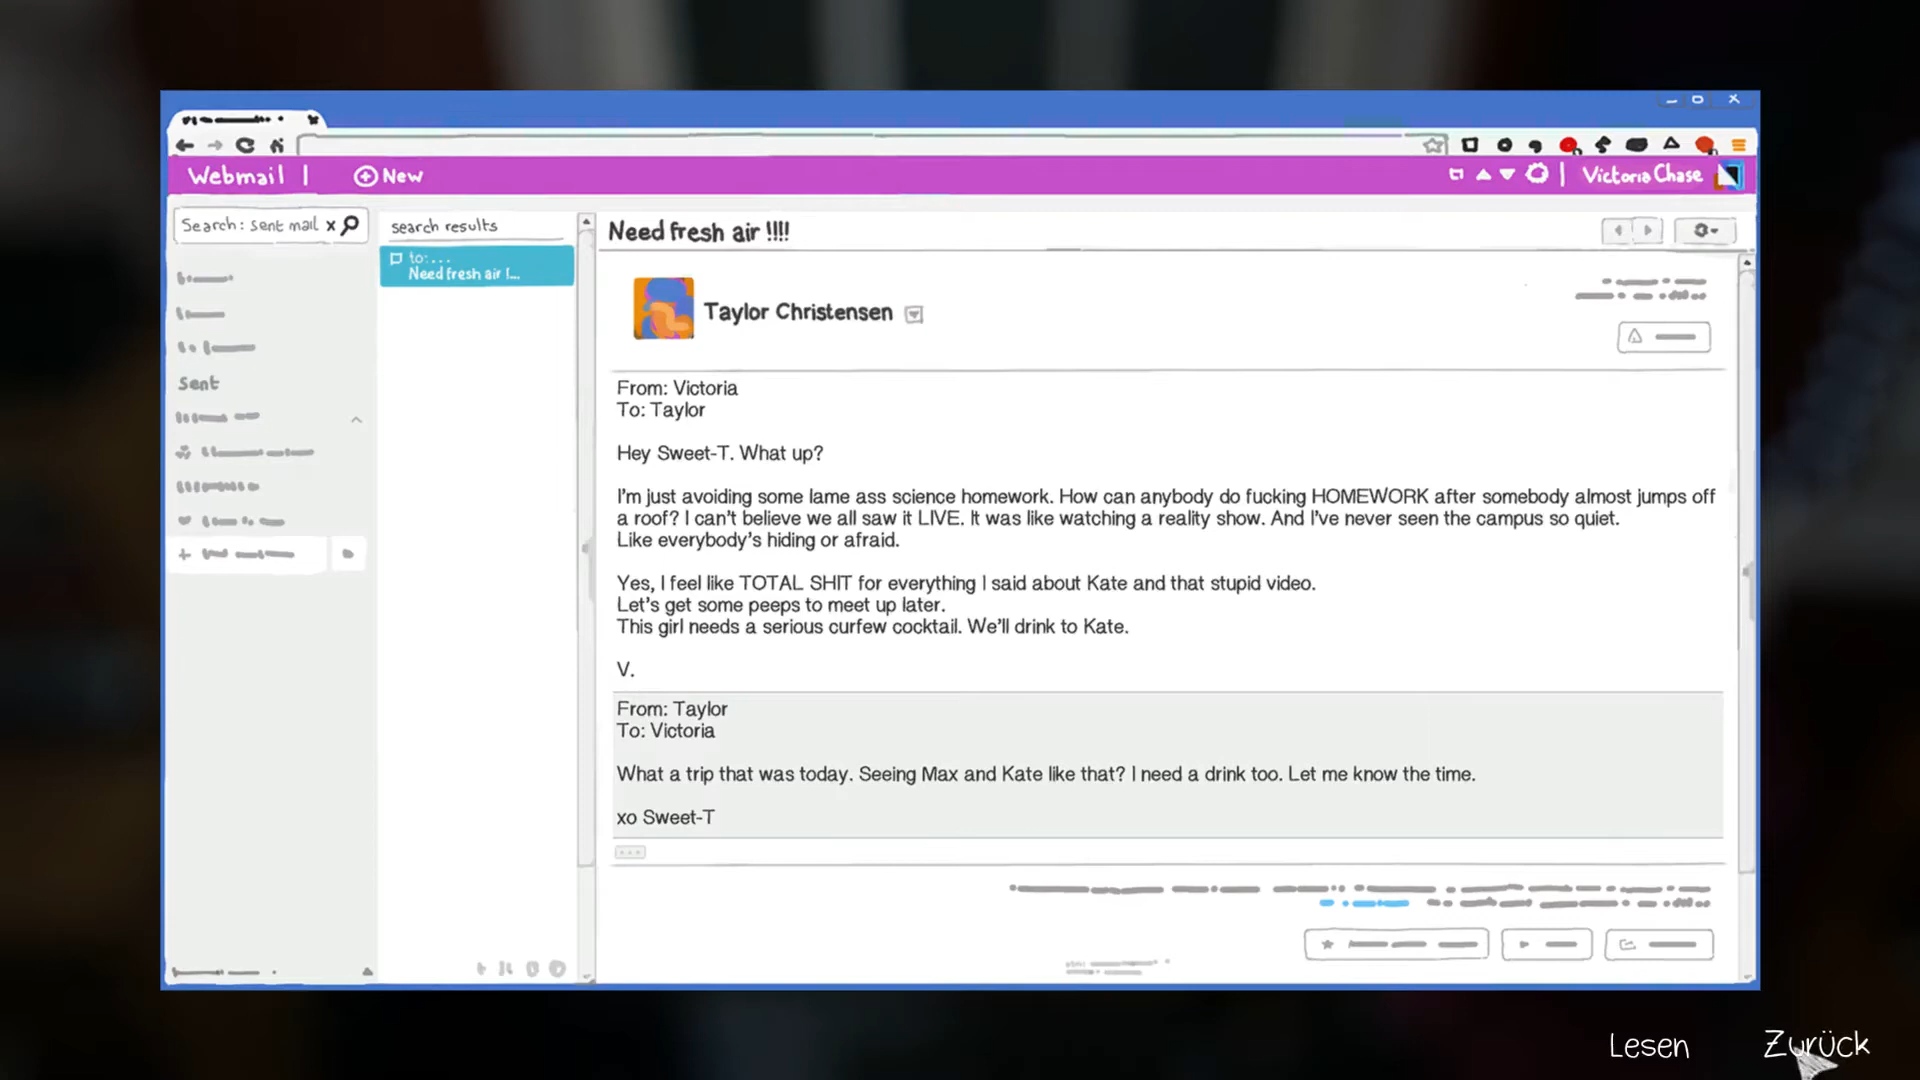 Webmail | New
Victoria Chase
Search: sent mail x
search results
to:...
Need fresh air !...
Sent
Need fresh air !!!!
Taylor Christensen
From: Victoria
To: Taylor
Hey Sweet-T. What up?
I'm just avoiding some lame ass science homework. How can anybody do fucking HOMEWORK after somebody almost jumps off
a roof? I can't believe we all saw it LIVE. It was like watching a reality show. And I've never seen the campus so quiet.
Like everybody's hiding or afraid.
Yes, I feel like TOTAL SHIT for everything I said about Kate and that stupid video.
Let's get some peeps to meet up later.
This girl needs a serious curfew cocktail. We'll drink to Kate.
V.
From: Taylor
To: Victoria
What a trip that was today. Seeing Max and Kate like that? I need a drink too. Let me know the time.
xo Sweet-T
Lesen
Zurück